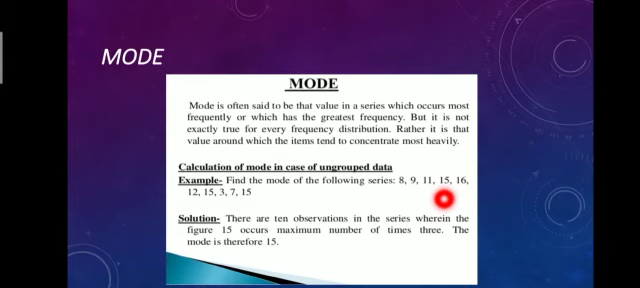 MODE
MODE
Mode is often said to be that value in a series which occurs most
frequently or which has the greatest frequency. But it is not
exactly true for every frequency distribution. Rather it is that
value around which the items tend to concentrate most heavily.
Calculation of mode in case of ungrouped data
Example- Find the mode of the following series: 8, 9, 11, 15, 16,
12, 15, 3, 7, 15
Solution- There are ten observations in the series wherein the
figure 15 occurs maximum number of times three. The
mode is therefore 15.